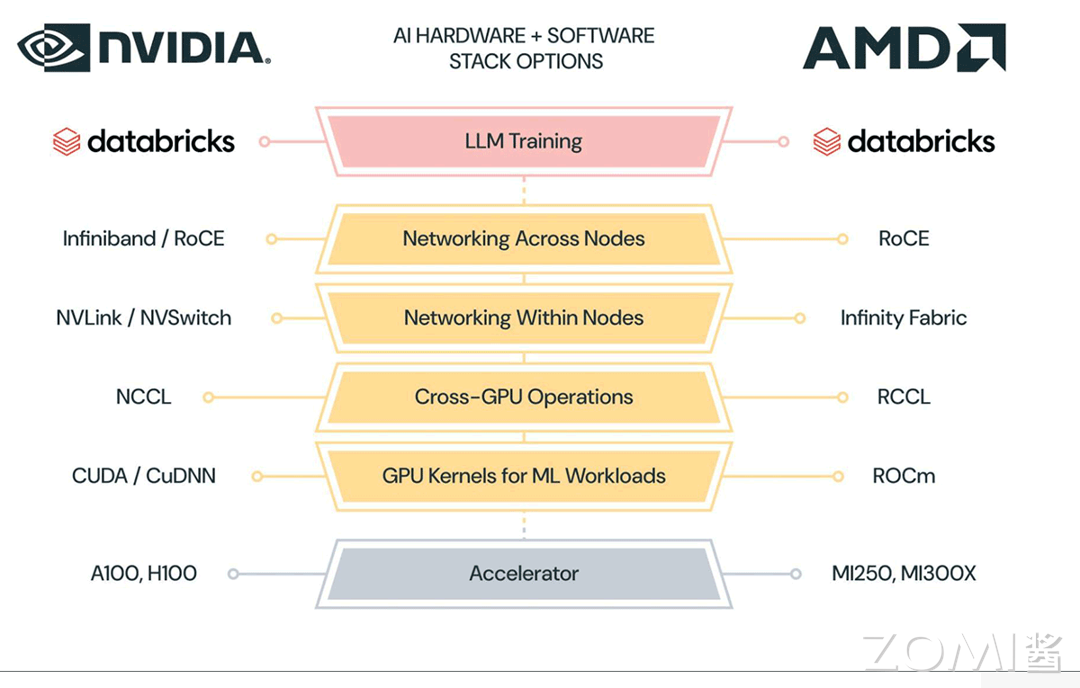 NVIDIA.
AI HARDWARE + SOFTWARE
STACK OPTIONS
AMD
databricks
LLM Training
databricks
Infiniband / RoCE
Networking Across Nodes
RoCE
NVLink / NVSwitch
Networking Within Nodes
Infinity Fabric
NCCL
Cross-GPU Operations
RCCL
CUDA / CuDNN
GPU Kernels for ML Workloads
ROCm
A100, H100
Accelerator
MI250, MI300X
ZOMI酱